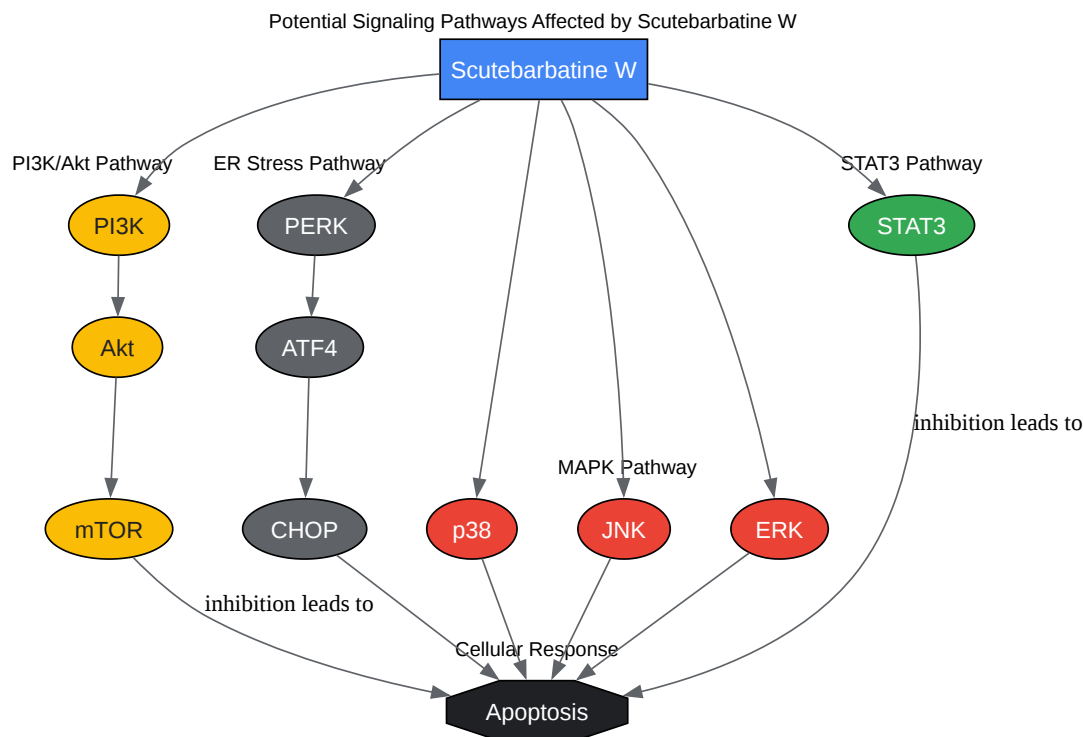 Potential Signaling Pathways Affected by Scutebarbatine W
Scutebarbatine W
PI3K/Akt Pathway
ER Stress Pathway
STAT3 Pathway
PI3K
PERK
STAT3
Akt
ATF4
inhibition leads to
MAPK Pathway
mTOR
CHOP
p38
JNK
ERK
inhibition leads to
Cellular Response
Apoptosis